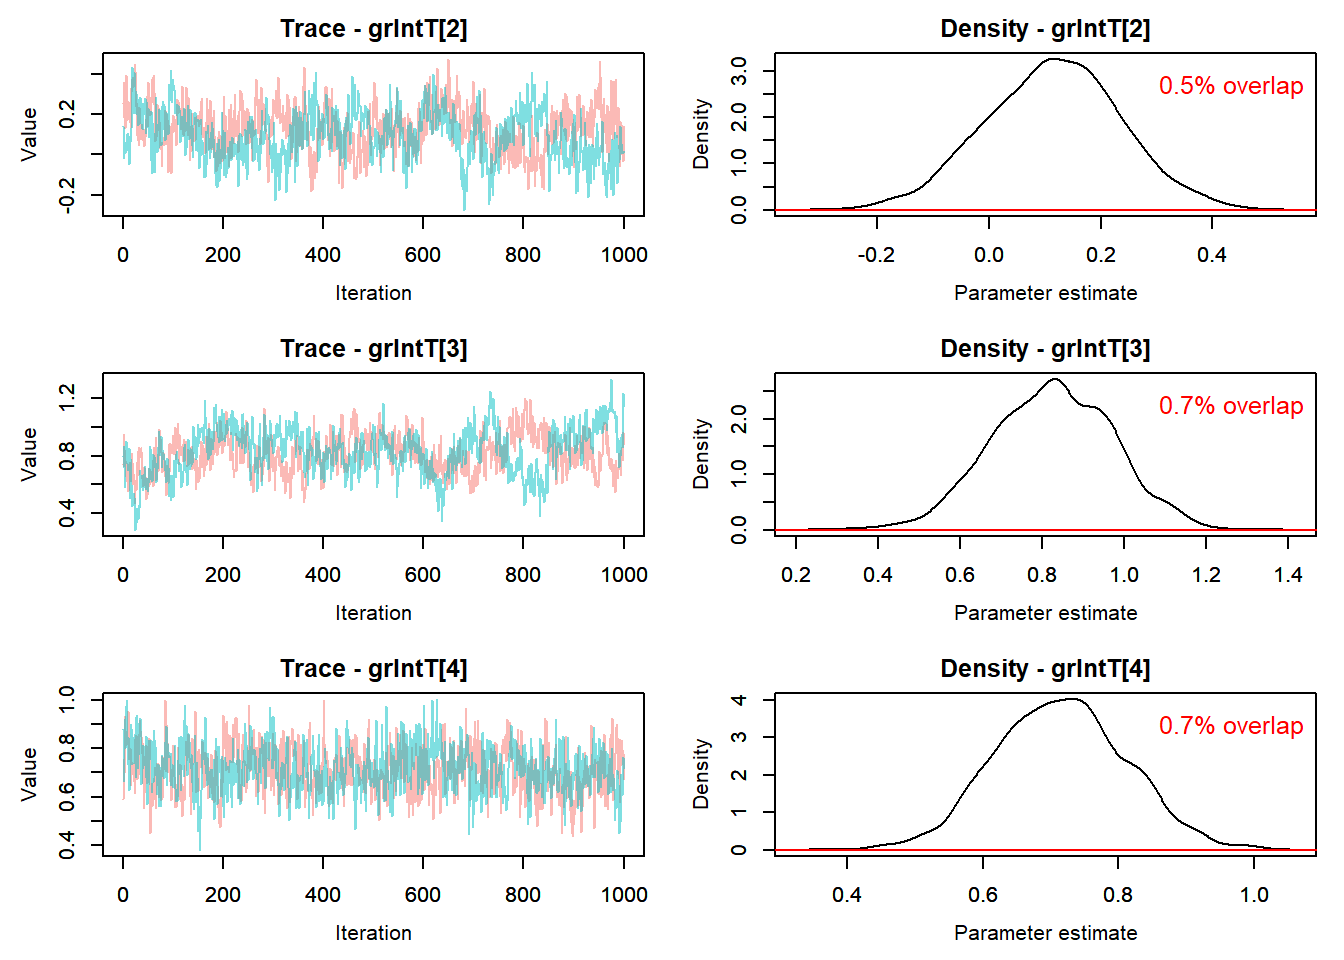 Trace - grIntT[2]
Value
-0.2 0.2
0 200 400 600 800 1000
Iteration
Density - grIntT[2]
Density
0.0 1.0 2.0 3.0
0.5% overlap
-0.2 0.0 0.2 0.4
Parameter estimate
Trace - grIntT[3]
Value
0.4 0.8 1.2
0 200 400 600 800 1000
Iteration
Density - grIntT[3]
Density
0.0 1.0 2.0
0.7% overlap
0.2 0.4 0.6 0.8 1.0 1.2 1.4
Parameter estimate
Trace - grIntT[4]
Value
0.4 0.6 0.8 1.0
0 200 400 600 800 1000
Iteration
Density - grIntT[4]
Density
0 1 2 3 4
0.7% overlap
0.4 0.6 0.8 1.0
Parameter estimate